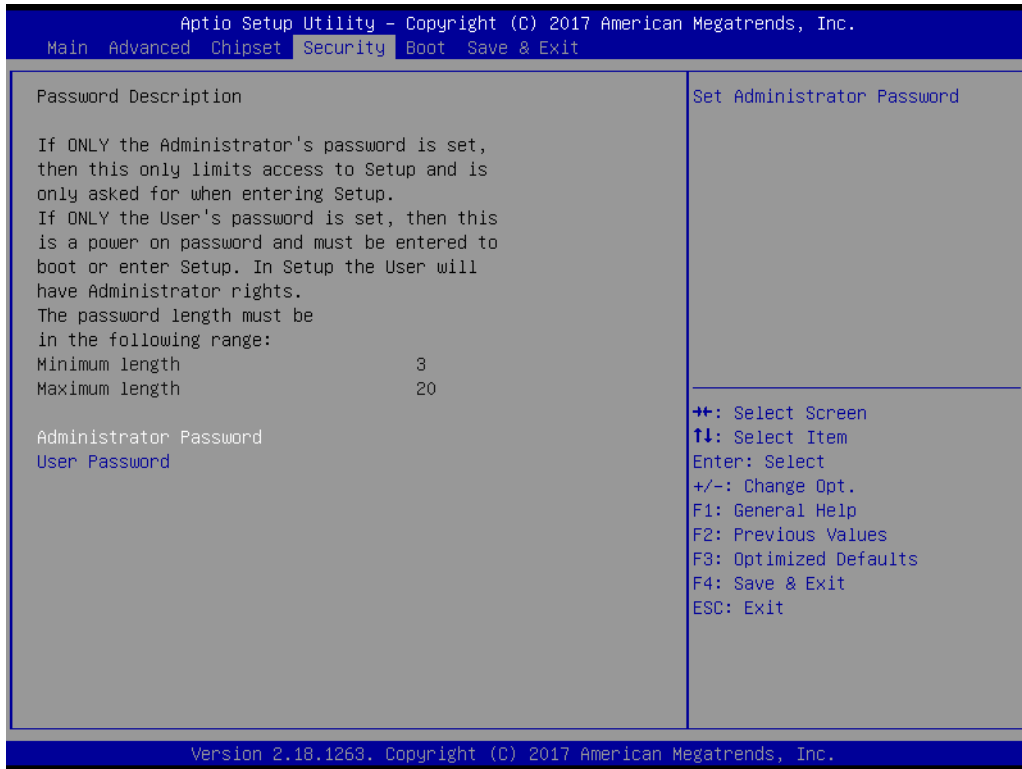 Aptio Setup Utility – Copyright (C) 2017 American Megatrends, Inc.
Main Advanced Chipset Security Boot Save & Exit
Password Description
If ONLY the Administrator's password is set,
then this only limits access to Setup and is
only asked for when entering Setup.
If ONLY the User's password is set, then this
is a power on password and must be entered to
boot or enter Setup. In Setup the User will
have Administrator rights.
The password length must be
in the following range:
Minimum length 3
Maximum length 20
Administrator Password
User Password
Set Administrator Password
→←: Select Screen
↑↓: Select Item
Enter: Select
+/-: Change Opt.
F1: General Help
F2: Previous Values
F3: Optimized Defaults
F4: Save & Exit
ESC: Exit
Version 2.18.1263. Copyright (C) 2017 American Megatrends, Inc.